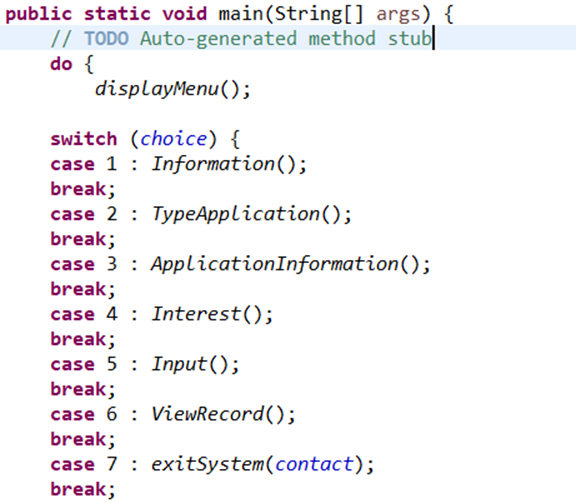 public static void main(String[] args) {
// TODO Auto-generated method stub
do {
displayMenu();
switch (choice) {
case 1 : Information();
break;
case 2 : TypeApplication();
break;
case 3 : ApplicationInformation();
break;
case 4 : Interest();
break;
case 5 : Input();
break;
case 6 : ViewRecord();
break;
case 7 : exitSystem(contact);
break;